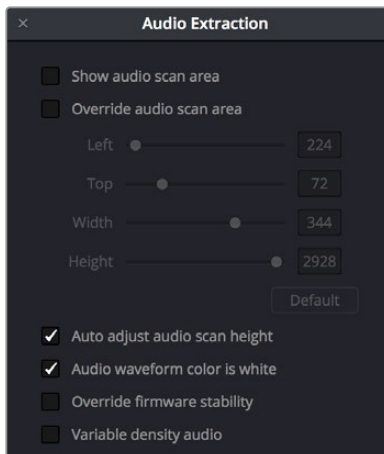 Audio Extraction
Show audio scan area
Override audio scan area
Left 224
Top 72
Width 344
Height 2928
Default
Auto adjust audio scan height
Audio waveform color is white
Override firmware stability
Variable density audio